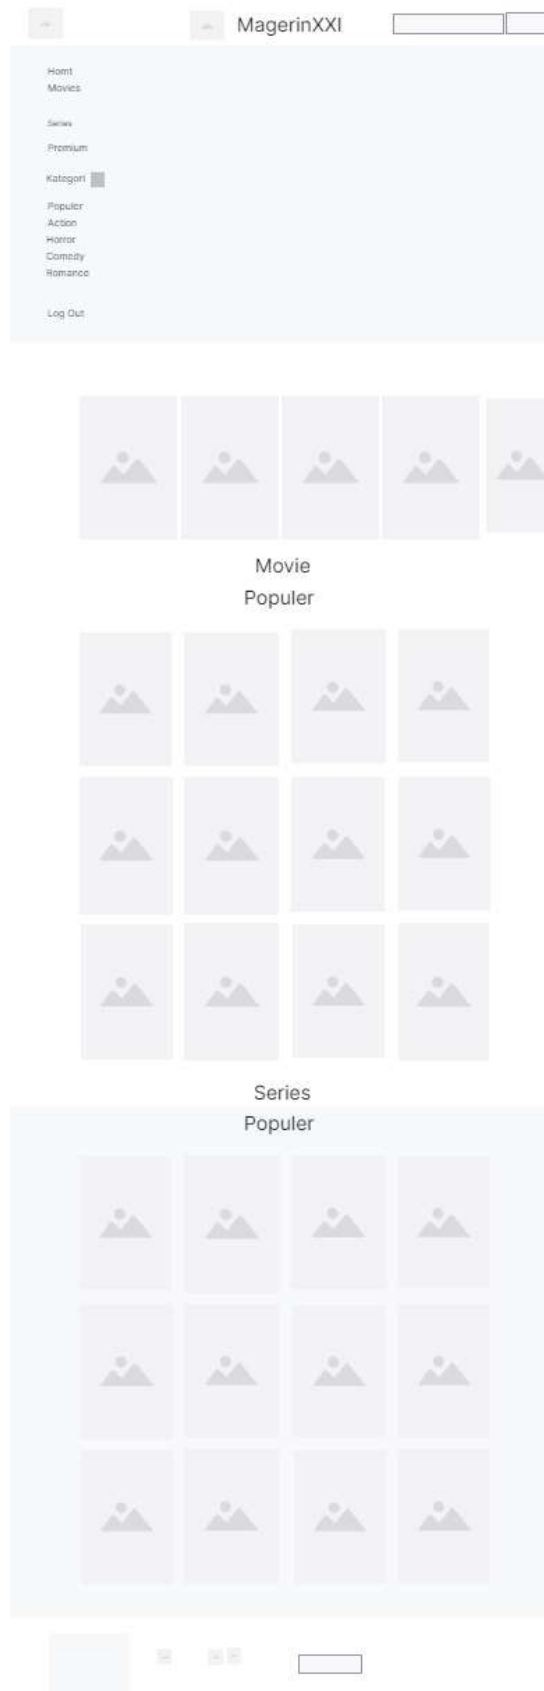 MagerinXXI
Homt
Movies
Series
Premium
Kategori
Populer
Action
Horror
Comedy
Romance
Log Out
Movie
Populer
Series
Populer